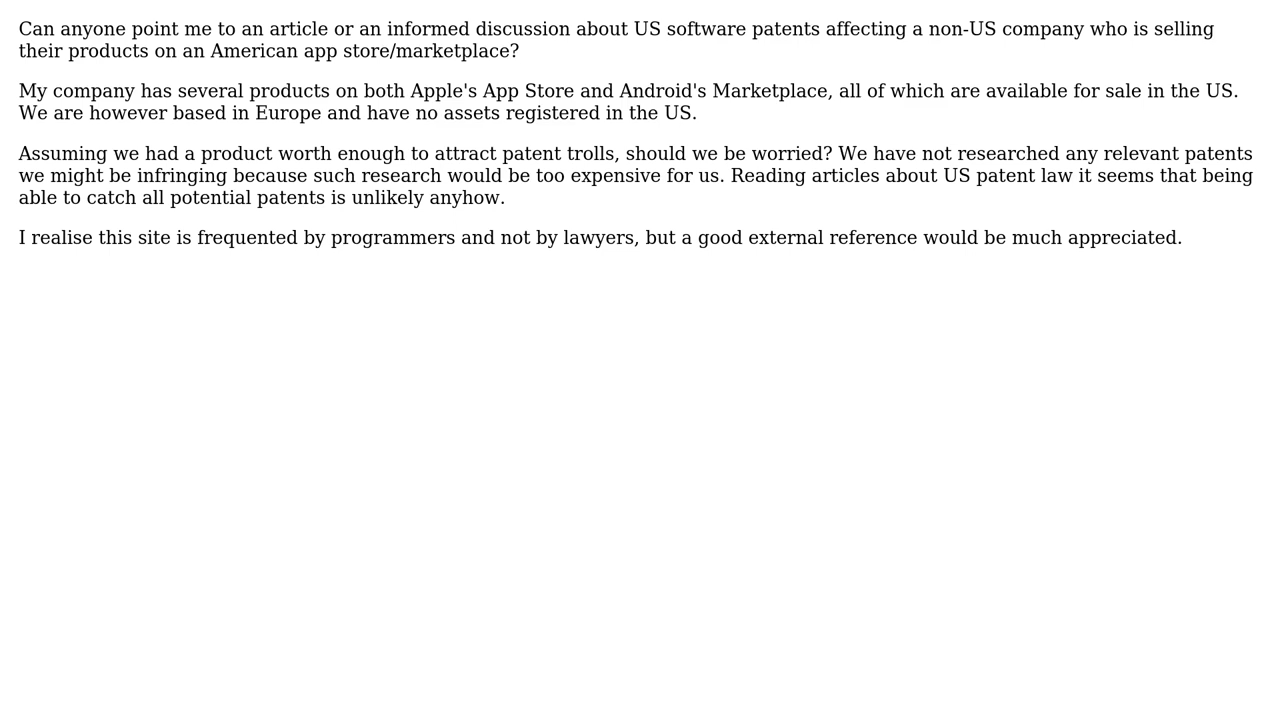 Can anyone point me to an article or an informed discussion about US software patents affecting a non-US company who is selling
their products on an American app store/marketplace?
My company has several products on both Apple's App Store and Android's Marketplace, all of which are available for sale in the US.
We are however based in Europe and have no assets registered in the US.
Assuming we had a product worth enough to attract patent trolls, should we be worried? We have not researched any relevant patents
we might be infringing because such research would be too expensive for us. Reading articles about US patent law it seems that being
able to catch all potential patents is unlikely anyhow.
I realise this site is frequented by programmers and not by lawyers, but a good external reference would be much appreciated.